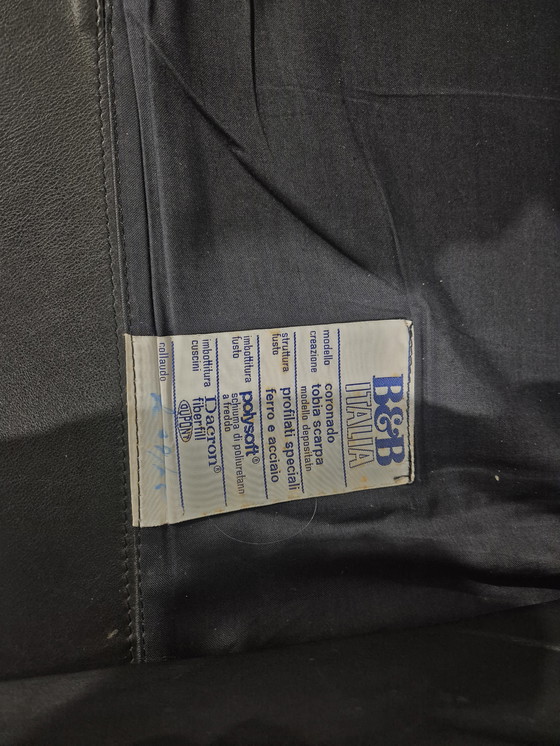 B&B
ITALIA
modello coronado
creazione tobia scarpa
modello depositato
struttura profilati speciali
fusto ferro e acciaio
imbottitura polysoft®
fusto schiuma di poliuretano
a freddo
imbottitura Dacron®
cuscini fiberfill
DUPONT
collaudo